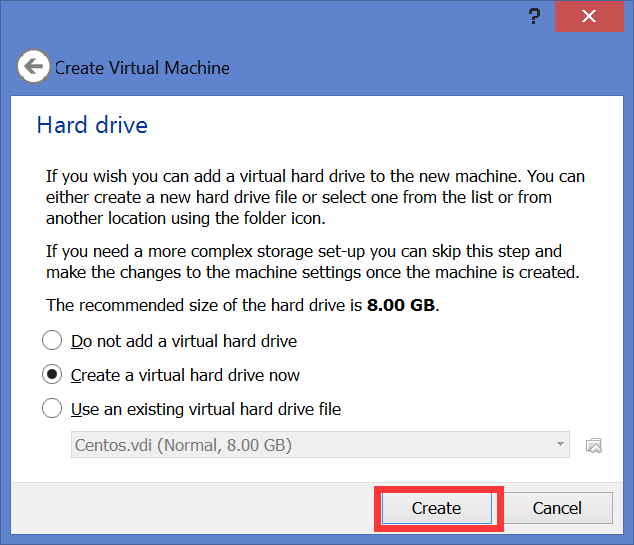 ?
Create Virtual Machine
Hard drive
If you wish you can add a virtual hard drive to the new machine. You can
either create a new hard drive file or select one from the list or from
another location using the folder icon.
If you need a more complex storage set-up you can skip this step and
make the changes to the machine settings once the machine is created.
The recommended size of the hard drive is 8.00 GB.
Do not add a virtual hard drive
Create a virtual hard drive now
Use an existing virtual hard drive file
Centos.vdi (Normal, 8.00 GB)
Create
Cancel